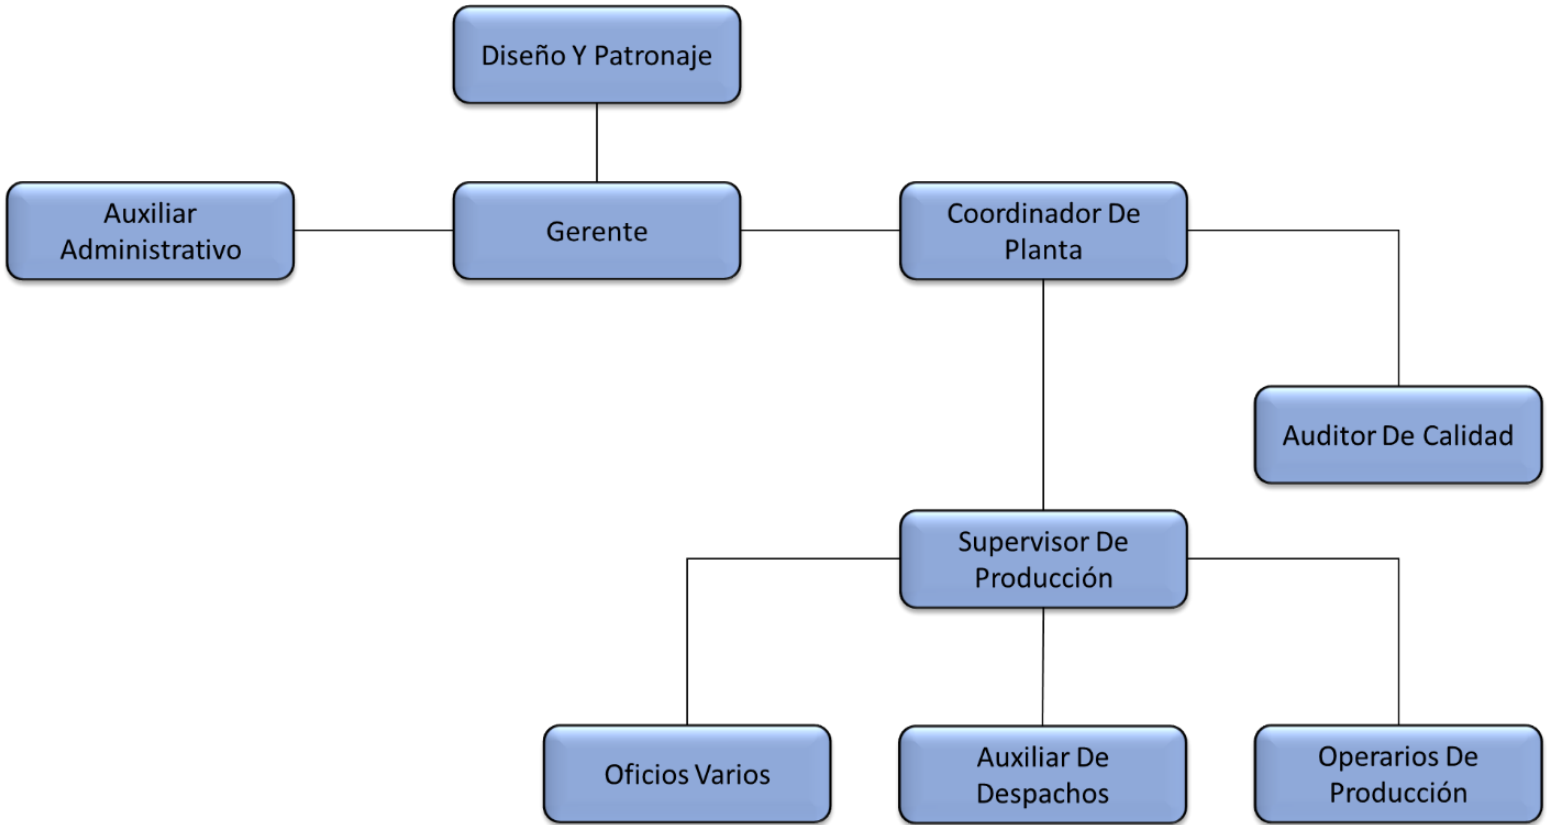 Diseño Y Patronaje
Auxiliar
Administrativo
Gerente
Coordinador De
Planta
Auditor De Calidad
Supervisor De
Producción
Oficios Varios
Auxiliar De
Despachos
Operarios De
Producción